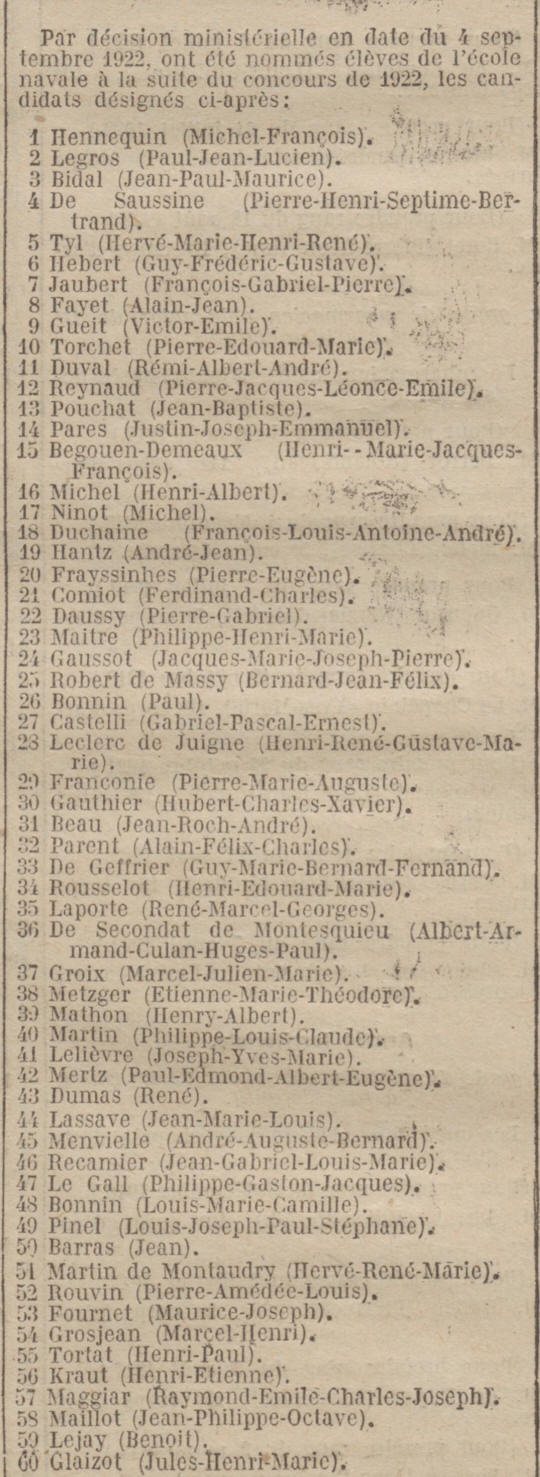 Par décision ministérielle en date du 4 sep-
tembre 1922, ont été nommés élèves de l'école
navale à la suite du concours de 1922, les can-
didats désignés ci-après :
1 Hennequin (Michel-François).
2 Legros (Paul-Jean-Lucien).
3 Bidal (Jean-Paul-Maurice).
4 De Saussine (Pierre-Henri-Septime-Ber-
trand).
5 Tyl (Hervé-Marie-Henri-René).
6 Hebert (Guy-Frédéric-Gustave).
7 Jaubert (François-Gabriel-Pierre).
8 Fayet (Alain-Jean).
9 Gueit (Victor-Emile).
10 Torchet (Pierre-Edouard-Marie).
11 Duval (Rémi-Albert-André).
12 Reynaud (Pierre-Jacques-Léonce-Emile).
13 Pouchat (Jean-Baptiste).
14 Pares (Justin-Joseph-Emmanuel).
15 Begouen-Demeaux (Henri--Marie-Jacques-
François).
16 Michel (Henri-Albert).
17 Ninot (Michel).
18 Duchaine (François-Louis-Antoine-André).
19 Hantz (André-Jean).
20 Frayssinhes (Pierre-Eugène).
21 Comiot (Ferdinand-Charles).
22 Daussy (Pierre-Gabriel).
23 Maitre (Philippe-Henri-Marie).
24 Gaussot (Jacques-Marie-Joseph-Pierre).
25 Robert de Massy (Bernard-Jean-Félix).
26 Bonnin (Paul).
27 Castelli (Gabriel-Pascal-Ernest).
28 Leclerc de Juigne (Henri-René-Gustave-Ma-
rie).
29 Franconie (Pierre-Marie-Auguste).
30 Gauthier (Hubert-Charles-Xavier).
31 Beau (Jean-Roch-André).
32 Parent (Alain-Félix-Charles).
33 De Geffrier (Guy-Marie-Bernard-Fernand).
34 Rousselot (Henri-Edouard-Marie).
35 Laporte (René-Marcel-Georges).
36 De Secondat de Montesquieu (Albert-Ar-
mand-Culan-Huges-Paul).
37 Groix (Marcel-Julien-Marie).
38 Metzger (Etienne-Marie-Théodore).
39 Mathon (Henry-Albert).
40 Martin (Philippe-Louis-Claude).
41 Lelièvre (Joseph-Yves-Marie).
42 Mertz (Paul-Edmond-Albert-Eugène).
43 Dumas (René).
44 Lassave (Jean-Marie-Louis).
45 Menvielle (André-Auguste-Bernard).
46 Recamier (Jean-Gabriel-Louis-Marie).
47 Le Gall (Philippe-Gaston-Jacques).
48 Bonnin (Louis-Marie-Camille).
49 Pinel (Louis-Joseph-Paul-Stéphane).
50 Barras (Jean).
51 Martin de Montaudry (Hervé-René-Marie).
52 Rouvin (Pierre-Amédée-Louis).
53 Fournet (Maurice-Joseph).
54 Grosjean (Marcel-Henri).
55 Tortat (Henri-Paul).
56 Kraut (Henri-Etienne).
57 Maggiar (Raymond-Emile-Charles-Joseph).
58 Maillot (Jean-Philippe-Octave).
59 Lejay (Benoit).
60 Glaizot (Jules-Henri-Marie).